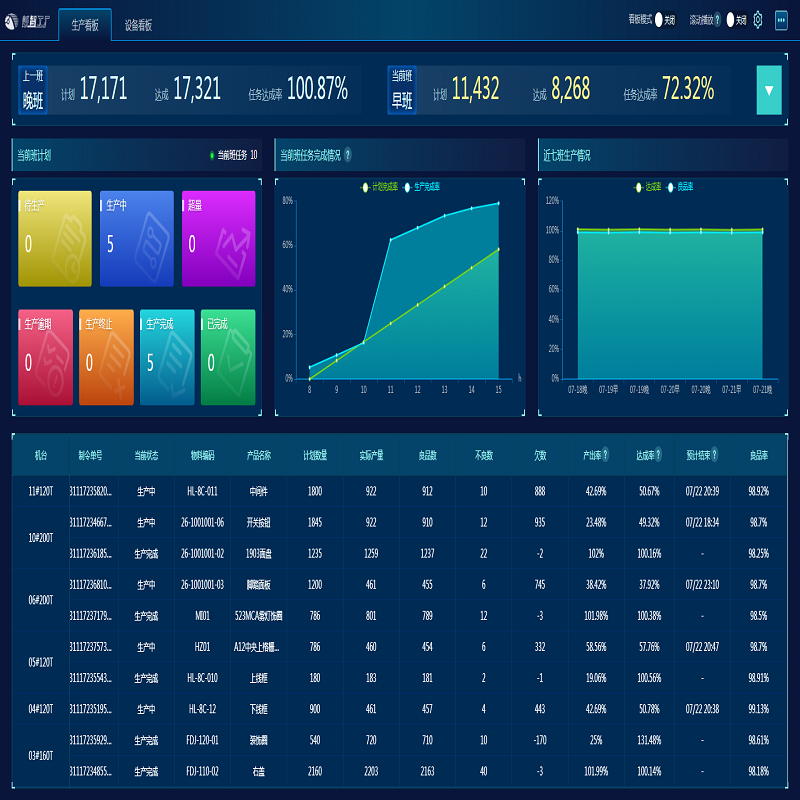 生产看板 设备看板 看板模式 关闭 滚动播放 ? 关闭
上一班 晚班 计划 17,171 达成 17,321 任务达成率 100.87%
当前班 早班 计划 11,432 达成 8,268 任务达成率 72.32%
当前班计划 当前班任务 10
待生产 0
生产中 5
超量 0
生产逾期 0
生产终止 0
生产完成 5
已完成 0
当前班任务完成情况 ?
计划完成率 生产完成率
80%
60%
40%
20%
0%
8 9 10 11 12 13 14 15 h
近七班生产情况
达成率 良品率
120%
100%
80%
60%
40%
20%
0%
07-18晚 07-19早 07-19晚 07-20早 07-20晚 07-21早 07-21晚
机台 制令单号 当前状态 物料编码 产品名称 计划数量 实际产量 良品数 不良数 欠数 产出率? 达成率? 预计结束? 良品率
11#120T 31117235820... 生产中 HL-8C-011 中间件 1800 922 912 10 888 42.69% 50.67% 07/22 20:39 98.92%
10#200T 31117234667... 生产中 26-1001001-06 开关按钮 1845 922 910 12 935 23.48% 49.32% 07/22 18:34 98.7%
31117236185... 生产完成 26-1001001-02 1903面盘 1235 1259 1237 22 -2 102% 100.16% - 98.25%
06#200T 31117236810... 生产中 26-1001001-03 脚踏面板 1200 461 455 6 745 38.42% 37.92% 07/22 23:10 98.7%
31117237179... 生产完成 MI01 523MCA雾灯饰圈 786 801 789 12 -3 101.98% 100.38% - 98.5%
05#120T 31117237573... 生产中 HZ01 A12中央上格栅... 786 460 454 6 332 58.56% 57.76% 07/22 20:47 98.7%
31117235543... 生产完成 HL-8C-010 上线框 180 183 181 2 -1 19.06% 100.56% - 98.91%
04#120T 31117235195... 生产中 HL-8C-12 下线框 900 461 457 4 443 42.69% 50.78% 07/22 20:38 99.13%
03#160T 31117235929... 生产完成 FDJ-120-01 装饰圈 540 720 710 10 -170 25% 131.48% - 98.61%
31117234855... 生产完成 FDJ-110-02 右盖 2160 2203 2163 40 -3 101.99% 100.14% - 98.18%